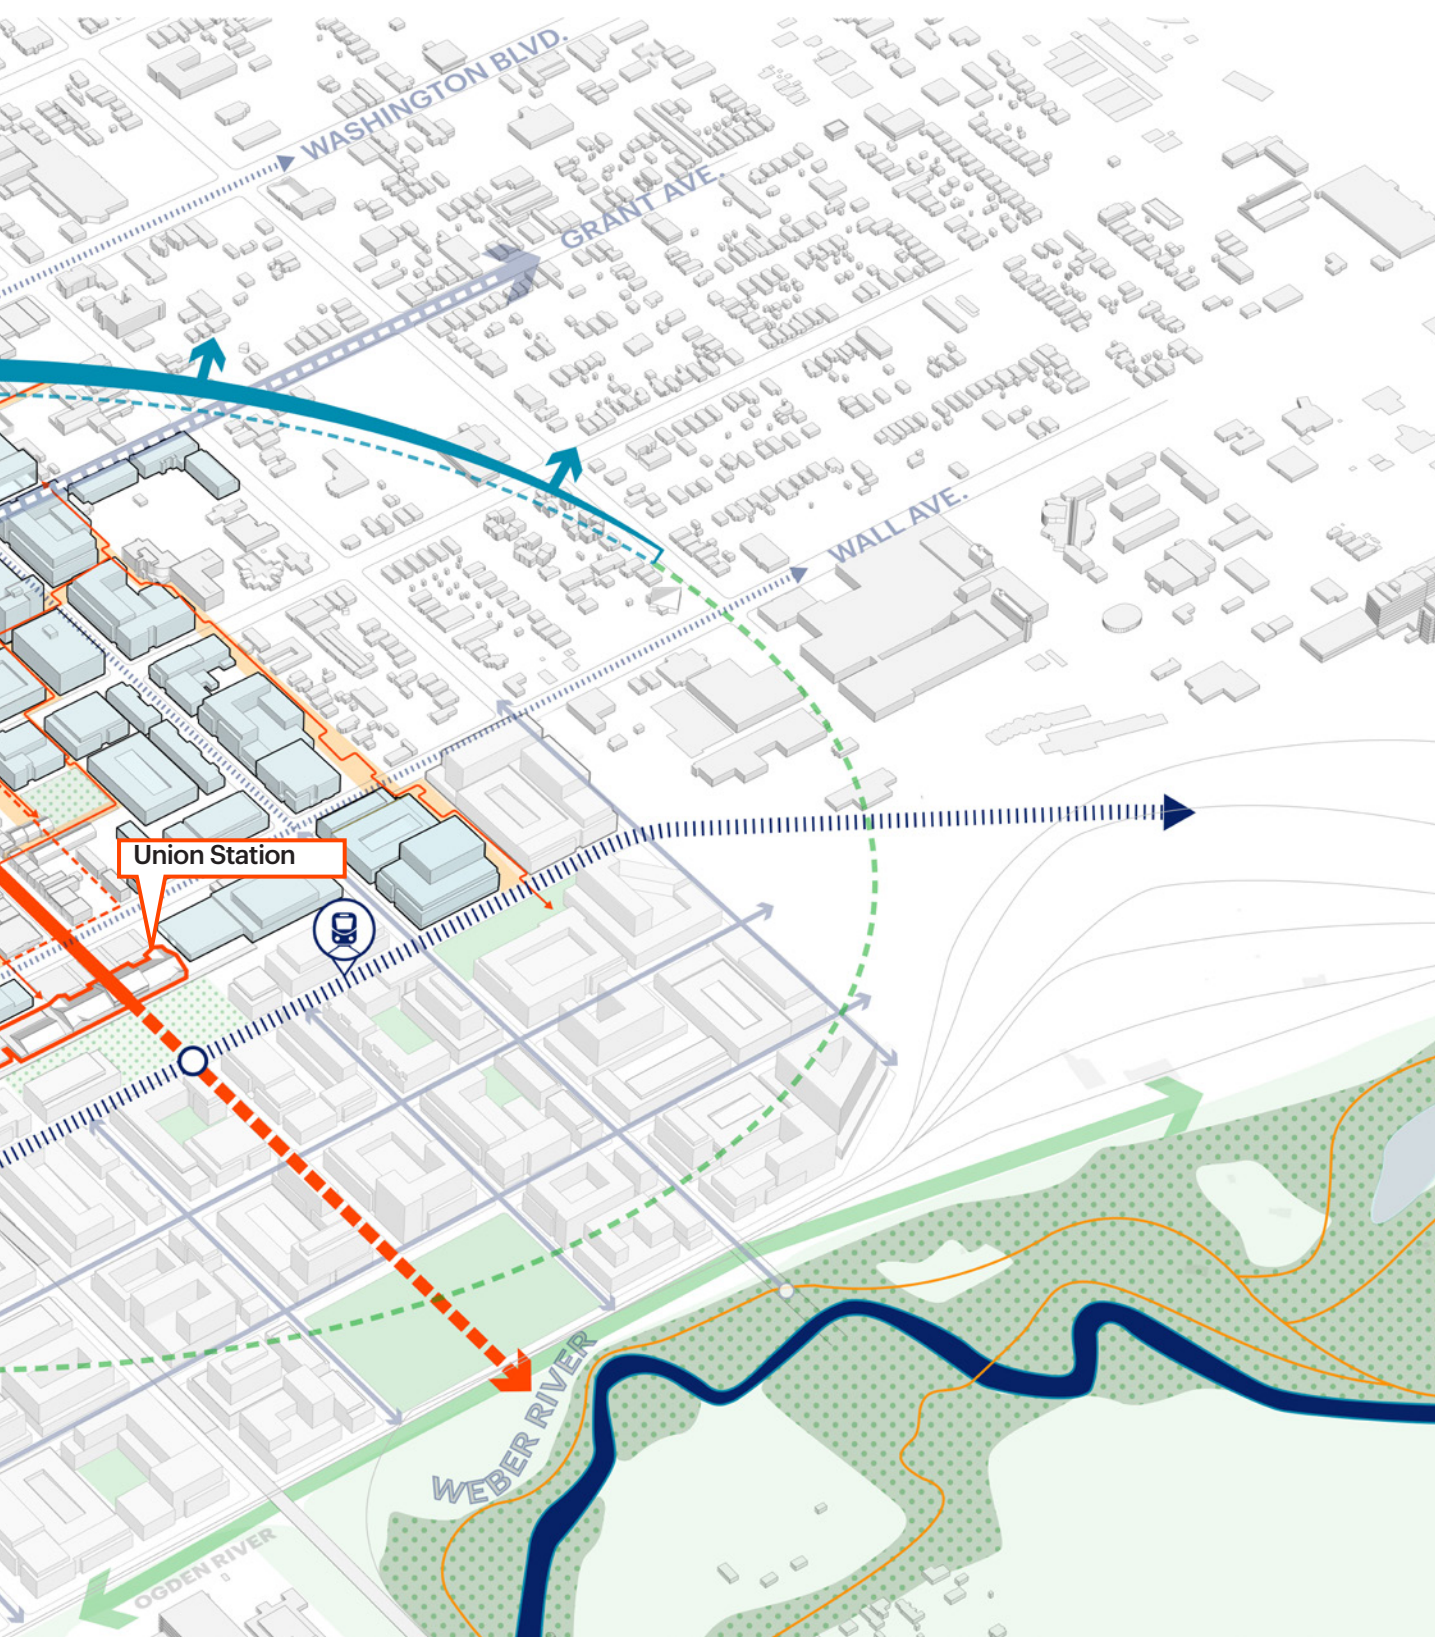 WASHINGTON BLVD.
GRANT AVE.
WALL AVE.
Union Station
WEBER RIVER
OGDEN RIVER